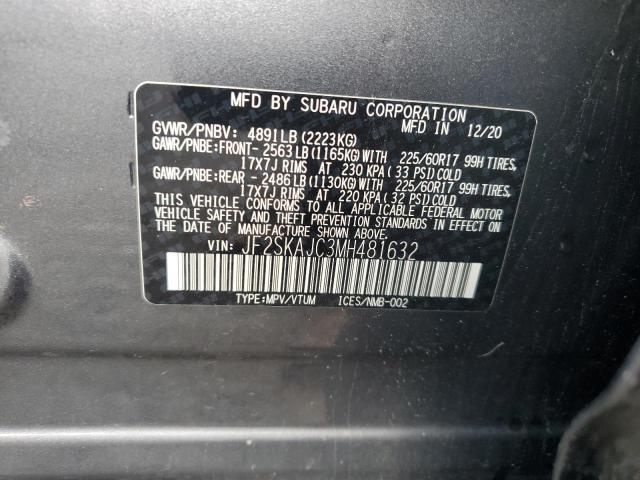 MFD BY SUBARU CORPORATION
GVWR/PNBV: 4891LB(2223KG) MFD IN 12/20
GAWR/PNBE:FRONT- 2563LB(1165KG)WITH 225/60R17 99H TIRES,
17X7J RIMS AT 230 KPA(33 PSI)COLD
GAWR/PNBE:REAR - 2486LB(1130KG)WITH 225/60R17 99H TIRES,
17X7J RIMS AT 220 KPA(32 PSI)COLD
THIS VEHICLE CONFORMS TO ALL APPLICABLE FEDERAL MOTOR
VEHICLE SAFETY AND THEFT PREVENTION STANDARDS IN EFFECT ON
THE DATE OF MANUFACTURE SHOWN ABOVE.
VIN: JF2SKAJC3MH481632
TYPE:MPV/VTUM ICES/NMB-002